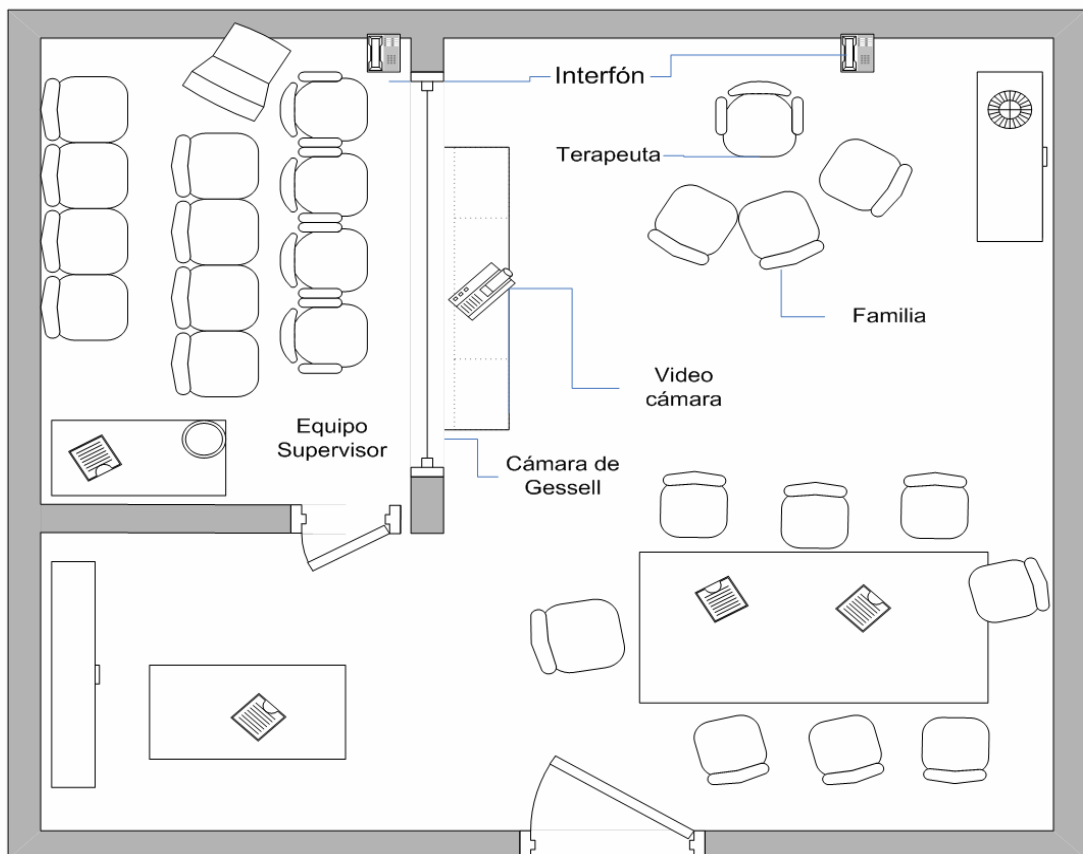 Interfón
Terapeuta
Familia
Video
cámara
Equipo
Supervisor
Cámara de
Gessell